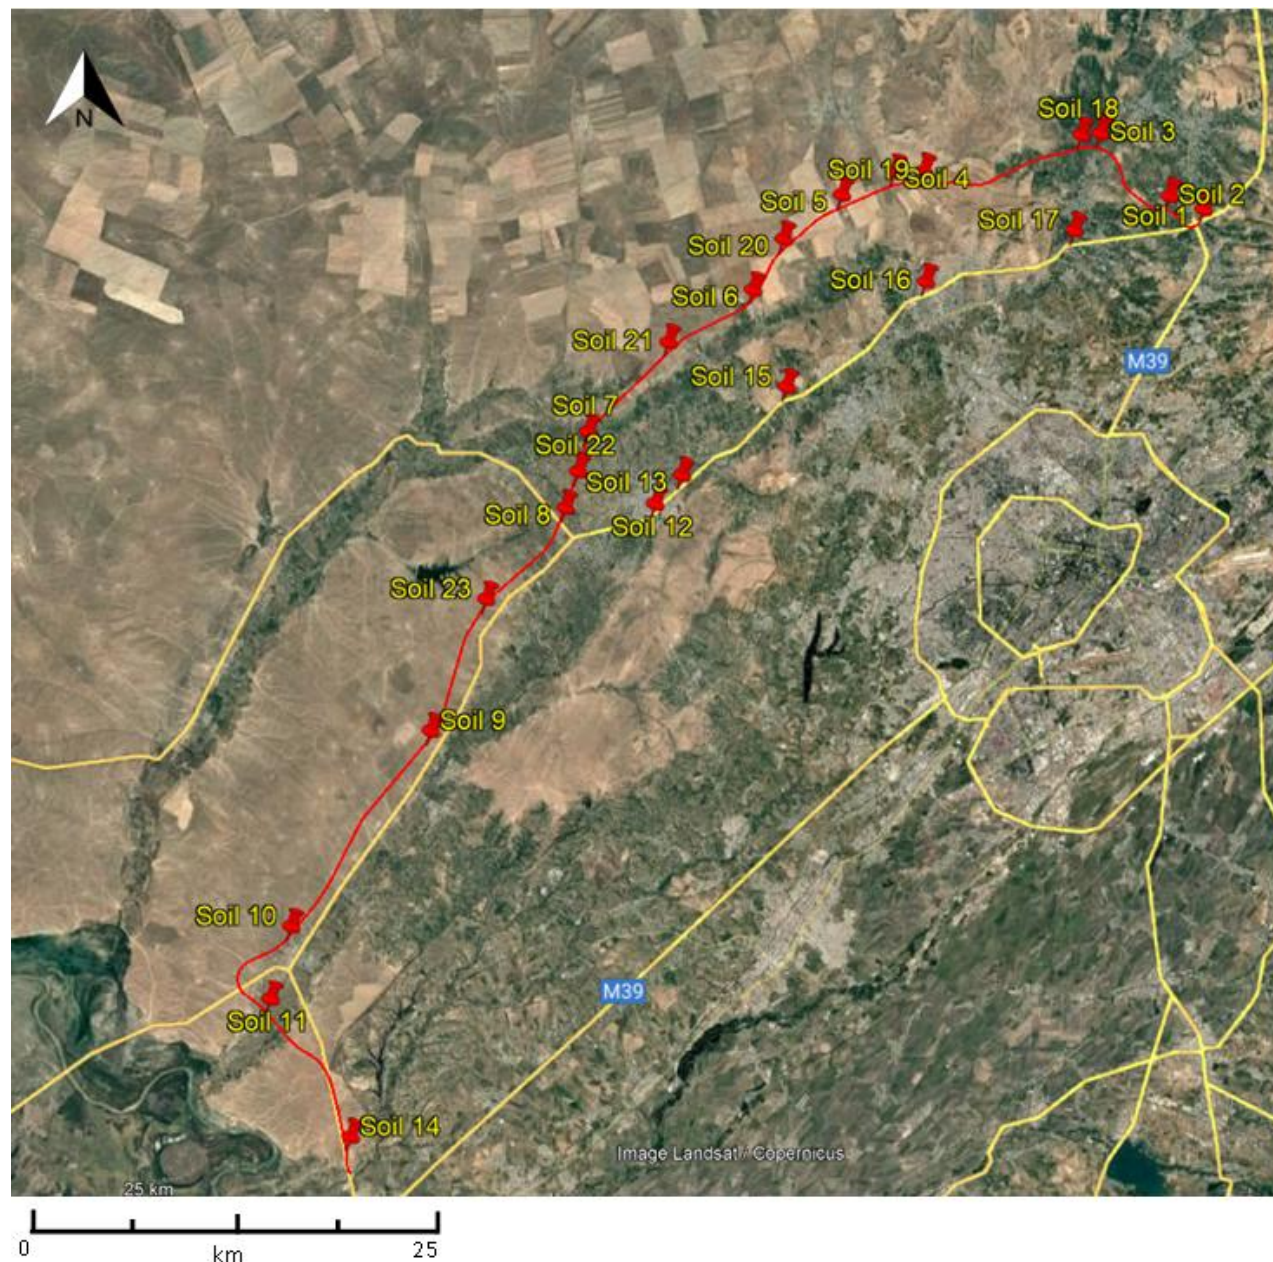 N
Soil 18
Soil 3
Soil 19
Soil 4
Soil 5
Soil 2
Soil 1
Soil 17
Soil 20
Soil 16
Soil 6
Soil 21
M39
Soil 15
Soil 7
Soil 22
Soil 13
Soil 8
Soil 12
Soil 23
Soil 9
Soil 10
M39
Soil 11
Soil 14
Image Landsat / Copernicus
25 km
0 km 25